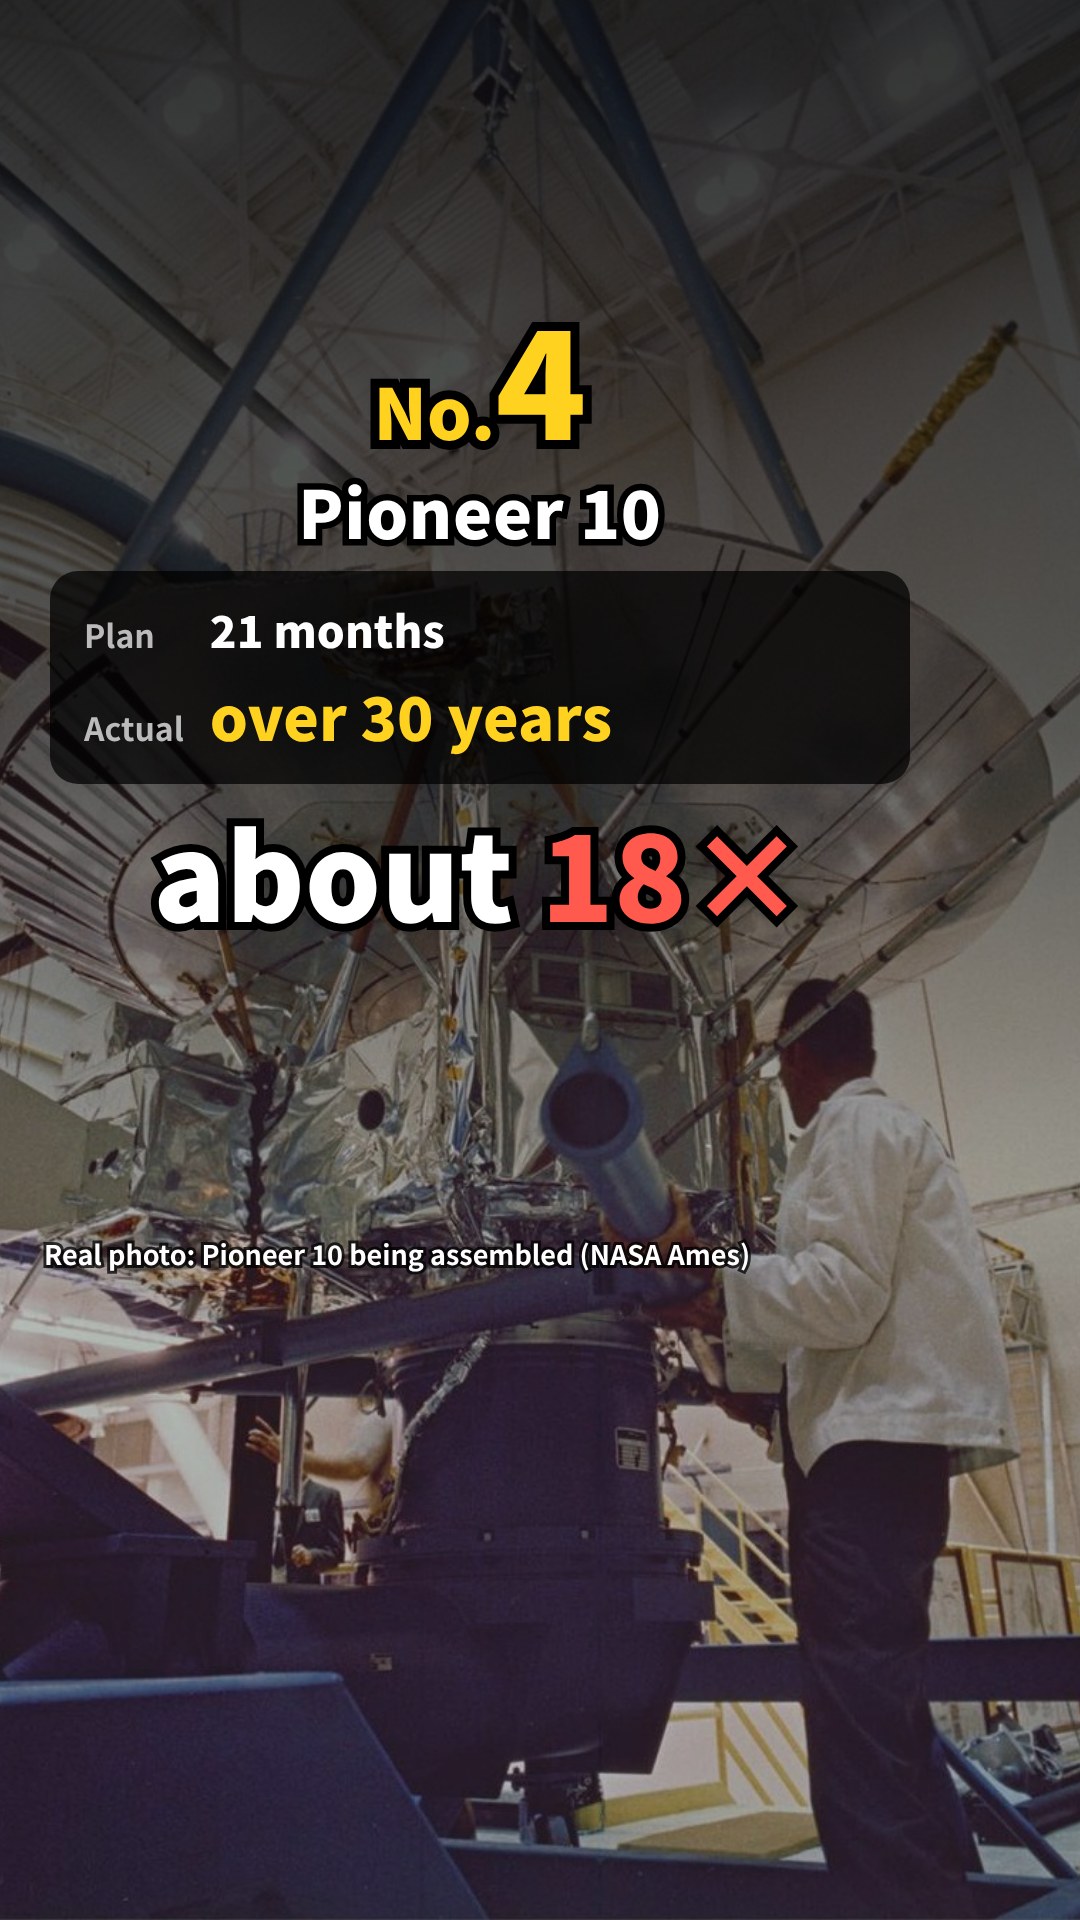 No.4
Pioneer 10
Plan 21 months
Actual over 30 years
about 18×
Real photo: Pioneer 10 being assembled (NASA Ames)